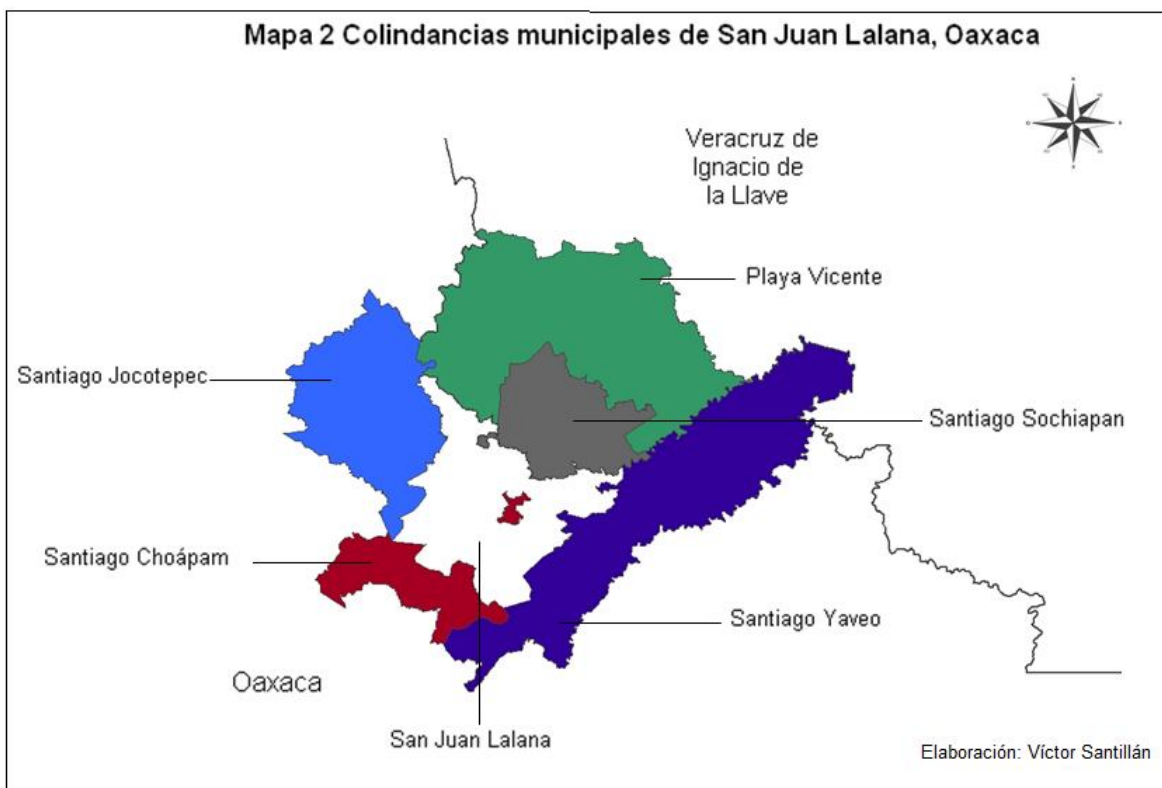 Mapa 2 Colindancias municipales de San Juan Lalana, Oaxaca
Veracruz de
Ignacio de
la Llave
Playa Vicente
Santiago Jocotepec
Santiago Sochiapan
Santiago Choápam
Santiago Yaveo
Oaxaca
San Juan Lalana
Elaboración: Víctor Santillán